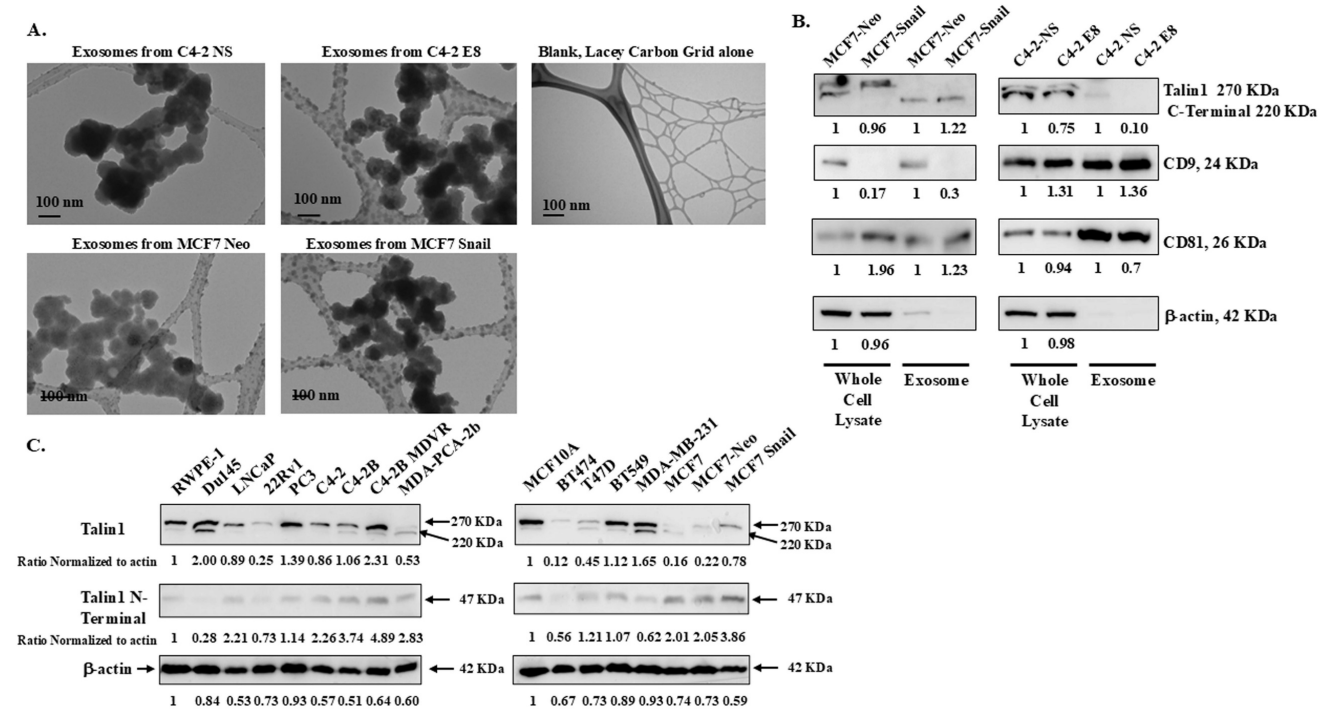 A.
Exosomes from C4-2 NS
Exosomes from C4-2 E8
Blank, Lacey Carbon Grid alone
100 nm
100 nm
100 nm
Exosomes from MCF7 Neo
Exosomes from MCF7 Snail
100 nm
100 nm
B.
MCF7-Neo MCF7-Snail MCF7-Neo MCF7-Snail
C4-2-NS C4-2 E8 C4-2 NS C4-2 E8
Talin1 270 KDa
C-Terminal 220 KDa
1 0.96 1 1.22 1 0.75 1 0.10
CD9, 24 KDa
1 0.17 1 0.3 1 1.31 1 1.36
CD81, 26 KDa
1 1.96 1 1.23 1 0.94 1 0.7
β-actin, 42 KDa
1 0.96 1 0.98
Whole
Cell
Lysate
Exosome
Whole
Cell
Lysate
Exosome
C.
RWPE-1 Du145 LNCaP 22Rv1 PC3 C4-2 C4-2B C4-2B MDVR MDA-PCA-2b
MCF10A BT474 T47D BT549 MDA-MB-231 MCF7 MCF7-Neo MCF7 Snail
Talin1
270 KDa
220 KDa
270 KDa
220 KDa
Ratio Normalized to actin 1 2.00 0.89 0.25 1.39 0.86 1.06 2.31 0.53
1 0.12 0.45 1.12 1.65 0.16 0.22 0.78
Talin1 N-
Terminal
47 KDa
47 KDa
Ratio Normalized to actin 1 0.28 2.21 0.73 1.14 2.26 3.74 4.89 2.83
1 0.56 1.21 1.07 0.62 2.01 2.05 3.86
β-actin
42 KDa
42 KDa
1 0.84 0.53 0.73 0.93 0.57 0.51 0.64 0.60
1 0.67 0.73 0.89 0.93 0.74 0.73 0.59